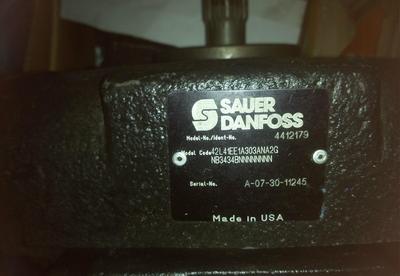 SAUER
DANFOSS
Model-No./Ident-No.
4412179
Model Code 42L41EE1A303ANA2G
NB3434BNNNNNNNN
Serial-No. A-07-30-11245
Made in USA